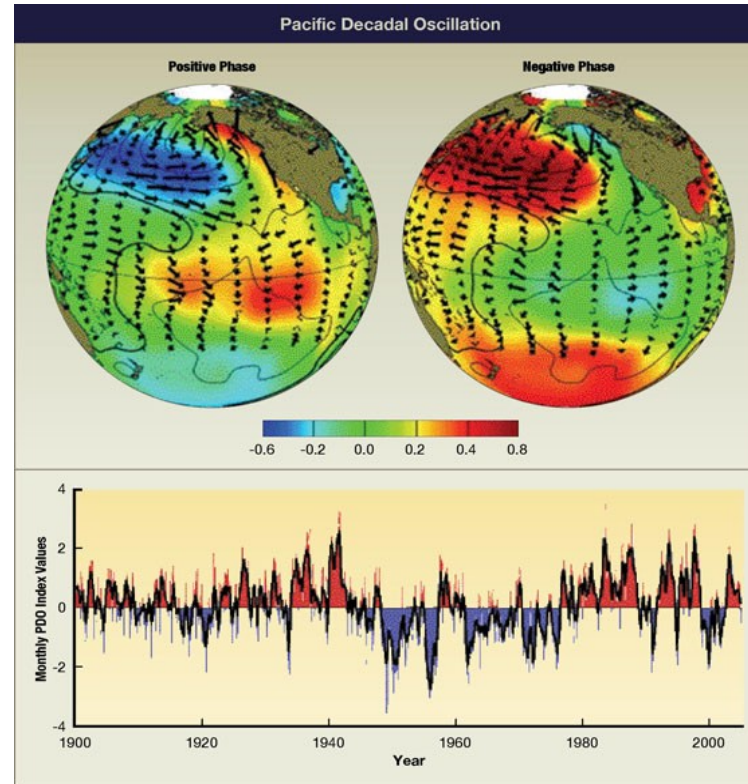 Pacific Decadal Oscillation
Positive Phase Negative Phase
-0.6 -0.2 0.0 0.2 0.4 0.8
4
2
0
-2
-4
Monthly PDO Index Values
1900 1920 1940 1960 1980 2000
Year